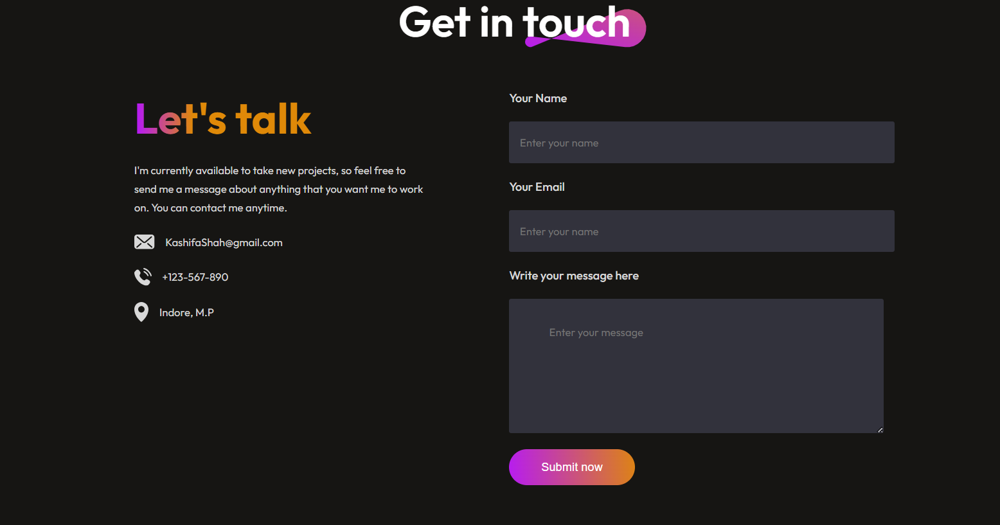 Get in touch
Let's talk
I'm currently available to take new projects, so feel free to
send me a message about anything that you want me to work
on. You can contact me anytime.
KashifaShah@gmail.com
+123-567-890
Indore, M.P
Your Name
Enter your name
Your Email
Enter your name
Write your message here
Enter your message
Submit now